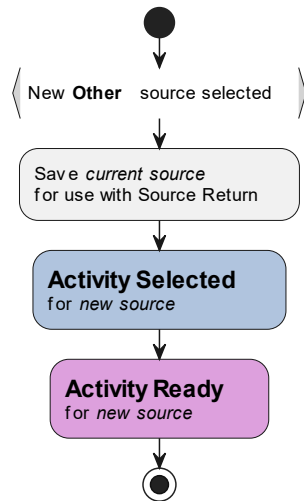 New Other source selected
Save current source
for use with Source Return
Activity Selected
for new source
Activity Ready
for new source